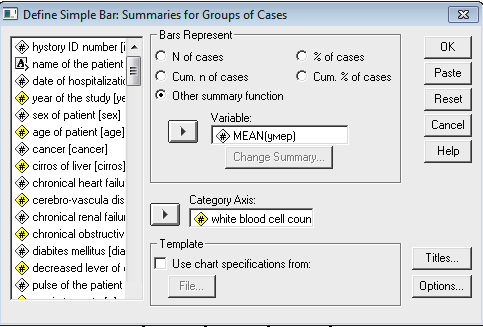 Define Simple Bar: Summaries for Groups of Cases
hystory ID number [i
name of the patient
date of hospitalizatio
year of the study [ye
sex of patient [sex]
age of patient [age]
cancer [cancer]
cirros of liver [cirros]
chronical heart failu
cerebro-vascula dis
chronical renal failur
chronical obstructiv
diabites mellitus [dia
decreased lever of c
pulse of the patient
Bars Represent
N of cases
% of cases
Cum. n of cases
Cum. % of cases
Other summary function
Variable:
MEAN(умер)
Change Summary...
Category Axis:
white blood cell coun
Template
Use chart specifications from:
File...
OK
Paste
Reset
Cancel
Help
Titles...
Options...